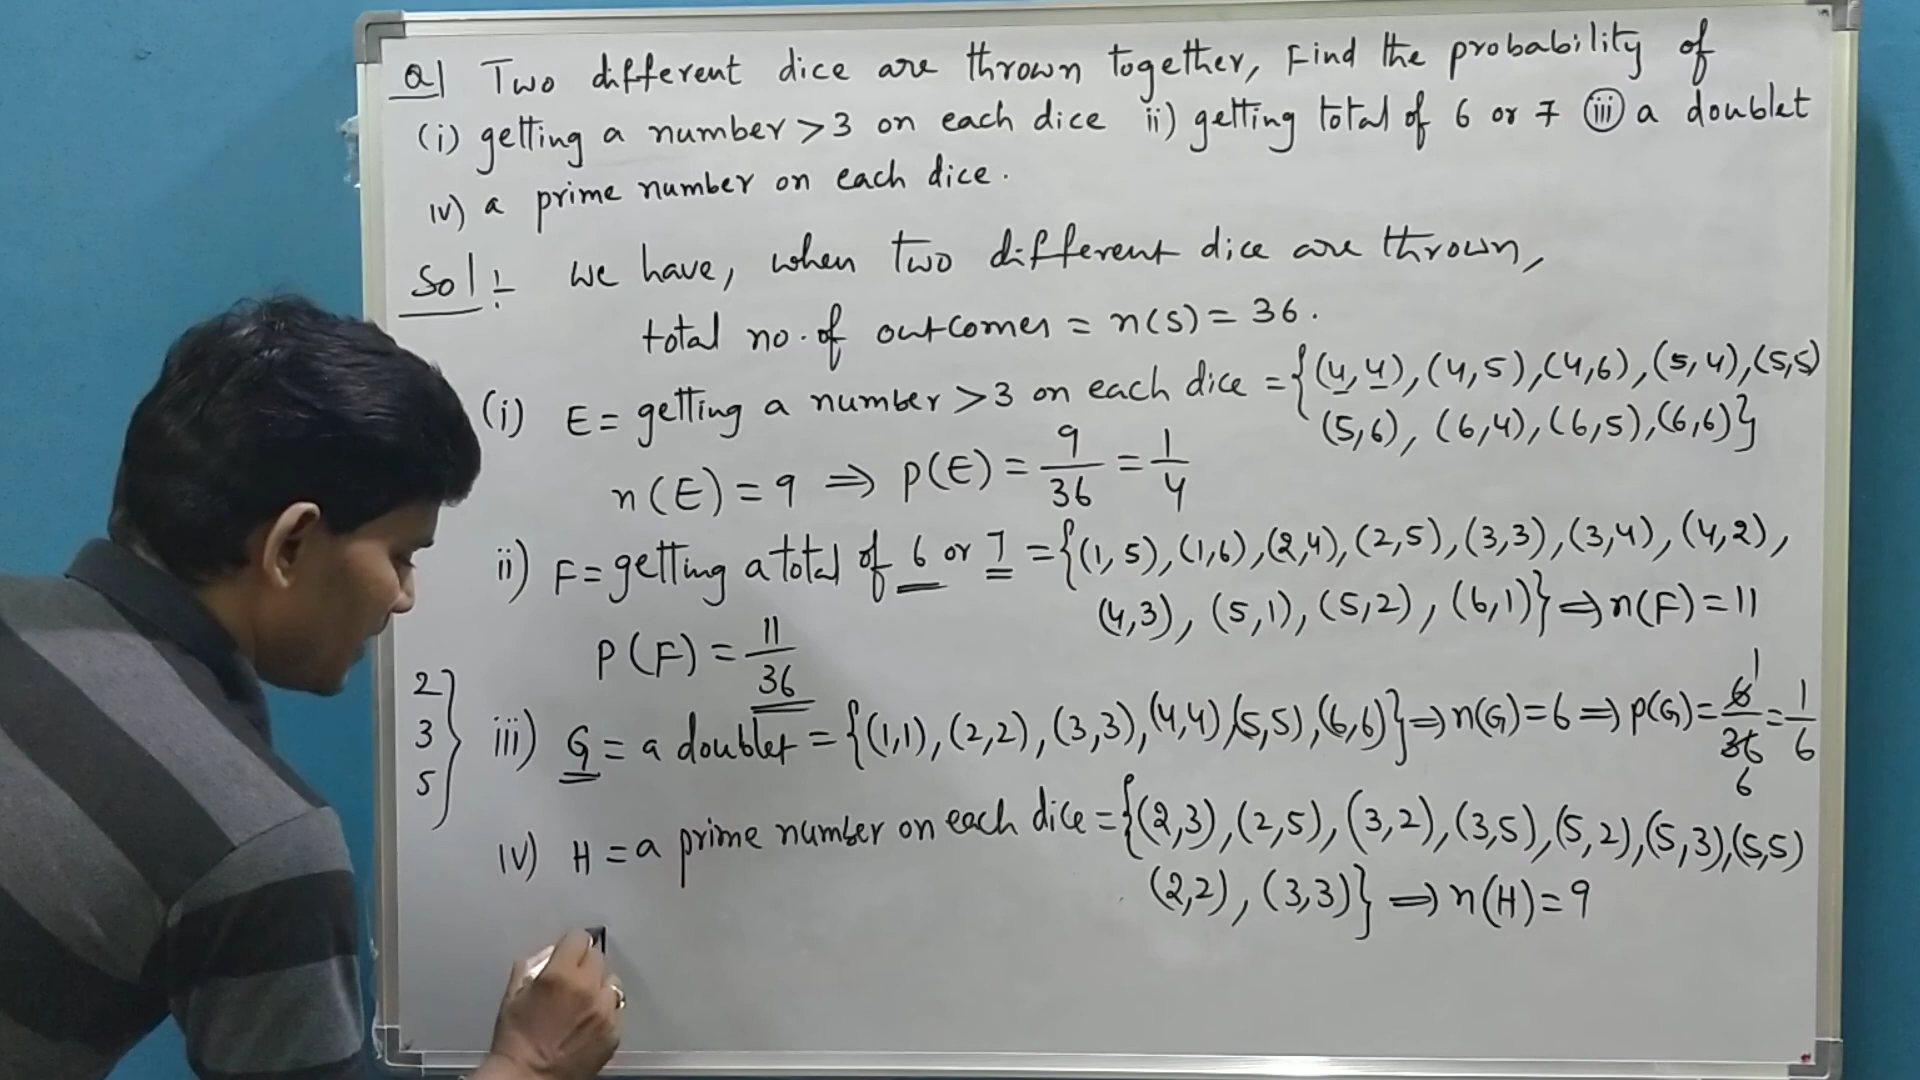 Q] Two different dice are thrown together, Find the probability of
(i) getting a number > 3 on each dice ii) getting total of 6 or 7 (iii) a doublet
iv) a prime number on each dice.
Sol:- we have, when two different dice are thrown,
total no. of outcomes = n(s) = 36.
(i) E = getting a number > 3 on each dice = {(4,4), (4,5), (4,6), (5,4), (5,5)
(5,6), (6,4), (6,5), (6,6)}
n(E) = 9 ⇒ P(E) = 9/36 = 1/4
ii) F = getting a total of 6 or 7 = {(1,5), (1,6), (2,4), (2,5), (3,3), (3,4), (4,2),
(4,3), (5,1), (5,2), (6,1)} ⇒ n(F) = 11
P(F) = 11/36
2
3 }
5
iii) G = a doublet = {(1,1), (2,2), (3,3), (4,4), (5,5), (6,6)} ⇒ n(G) = 6 ⇒ P(G) = 6/36 = 1/6
1
6
iv) H = a prime number on each dice = {(2,3), (2,5), (3,2), (3,5), (5,2), (5,3), (5,5)
(2,2), (3,3)} ⇒ n(H) = 9